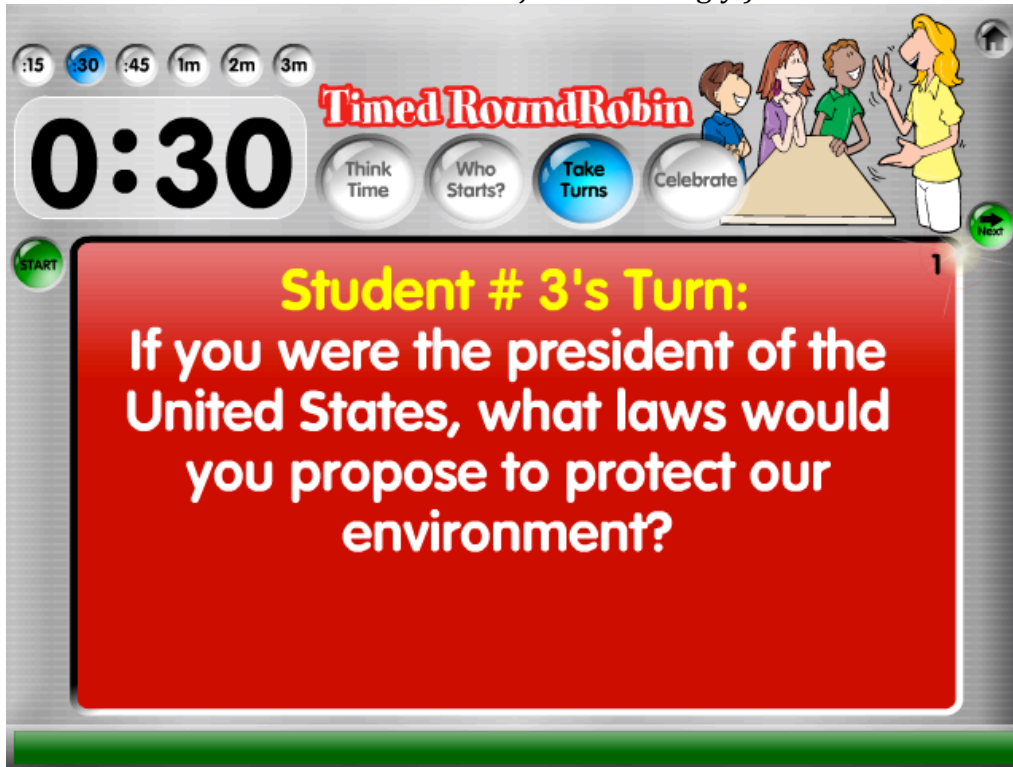 :15 :30 :45 1m 2m 3m
Timed RoundRobin
0:30
Think
Time
Who
Starts?
Take
Turns
Celebrate
Next
START
1
Student # 3's Turn:
If you were the president of the
United States, what laws would
you propose to protect our
environment?